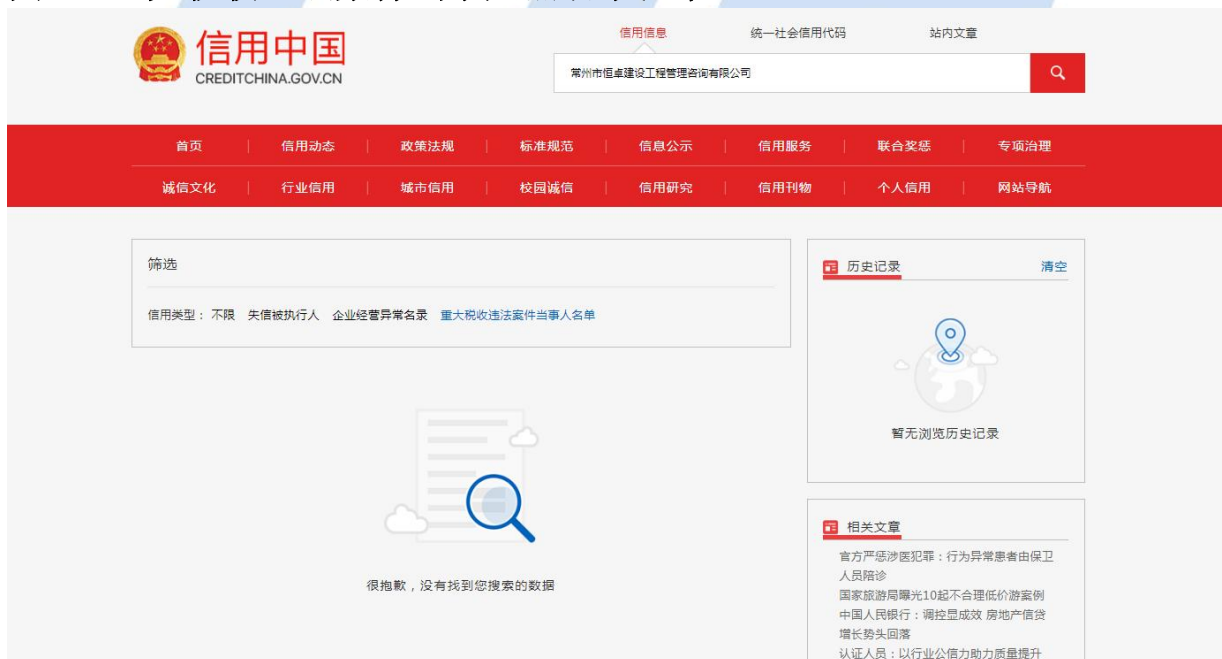 信用中国
CREDITCHINA.GOV.CN
信用信息 统一社会信用代码 站内文章
常州市恒卓建设工程管理咨询有限公司
首页 信用动态 政策法规 标准规范 信息公示 信用服务 联合奖惩 专项治理
诚信文化 行业信用 城市信用 校园诚信 信用研究 信用刊物 个人信用 网站导航
筛选
信用类型: 不限 失信被执行人 企业经营异常名录 重大税收违法案件当事人名单
很抱歉,没有找到您搜索的数据
历史记录 清空
暂无浏览历史记录
相关文章
官方严惩涉医犯罪:行为异常患者由保卫
人员陪诊
国家旅游局曝光10起不合理低价游案例
中国人民银行:调控显成效 房地产信贷
增长势头回落
认证人员:以行业公信力助力质量提升